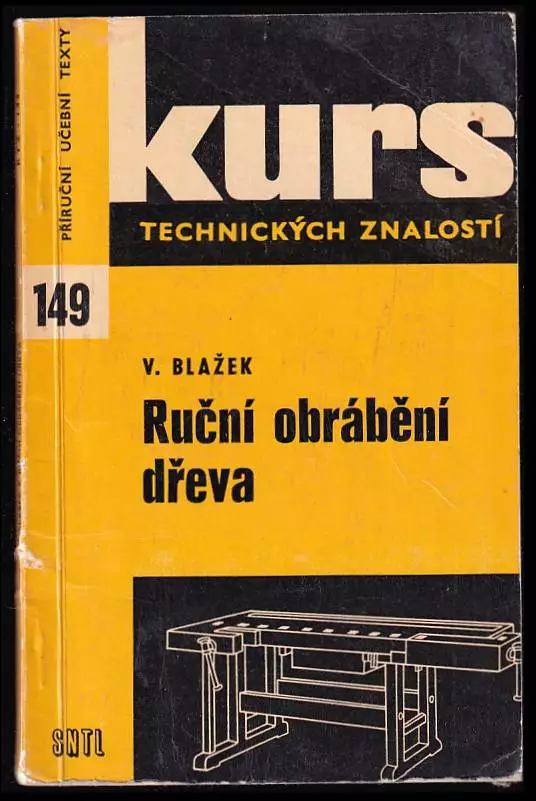 PŘÍRUČNÍ UČEBNÍ TEXTY
kurs
TECHNICKÝCH ZNALOSTÍ
149
V. BLAŽEK
Ruční obrábění
dřeva
SNTL